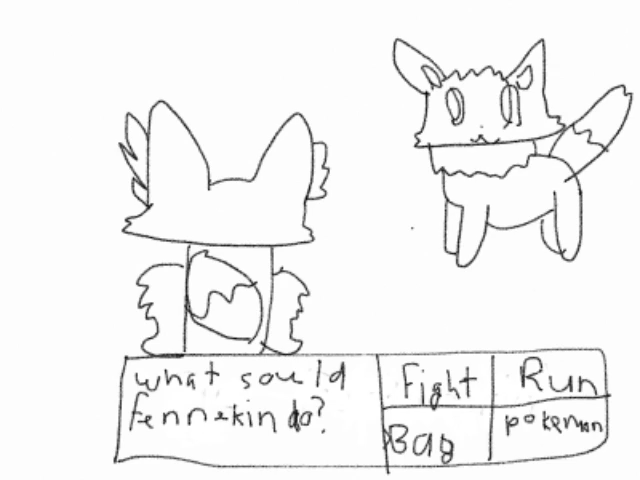 what sould
fennekin do?
Fight
Run
Bag
pokemon